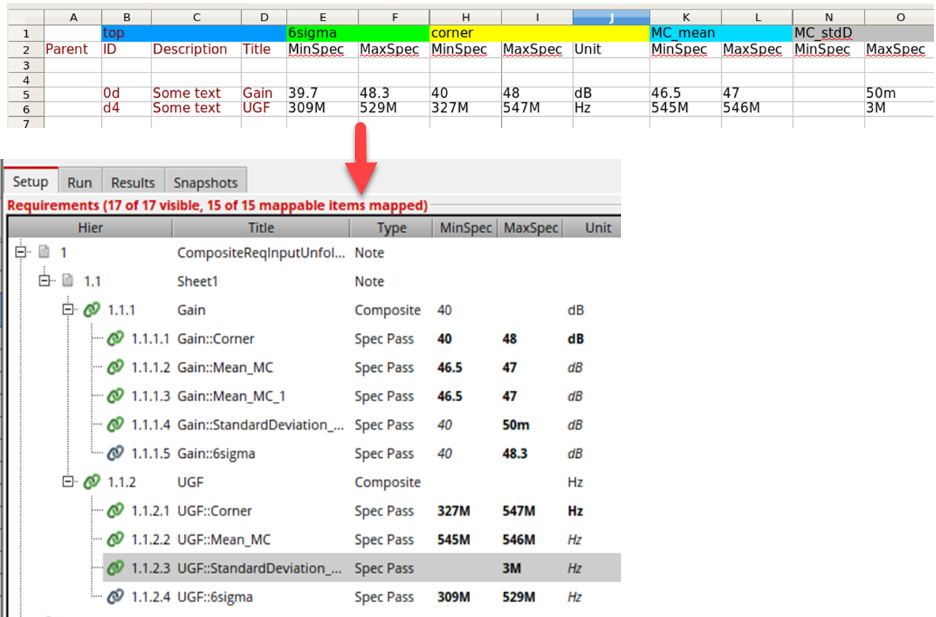 A B C D E F H I J K L N O
1 top 6sigma corner MC_mean MC_stdD
2 Parent ID Description Title MinSpec MaxSpec MinSpec MaxSpec Unit MinSpec MaxSpec MinSpec MaxSpec
3
4
5 0d Some text Gain 39.7 48.3 40 48 dB 46.5 47 50m
6 d4 Some text UGF 309M 529M 327M 547M Hz 545M 546M 3M
7
Setup Run Results Snapshots
Requirements (17 of 17 visible, 15 of 15 mappable items mapped)
Hier Title Type MinSpec MaxSpec Unit
1 CompositeReqInputUnfol... Note
1.1 Sheet1 Note
1.1.1 Gain Composite 40 dB
1.1.1.1 Gain::Corner Spec Pass 40 48 dB
1.1.1.2 Gain::Mean_MC Spec Pass 46.5 47 dB
1.1.1.3 Gain::Mean_MC_1 Spec Pass 46.5 47 dB
1.1.1.4 Gain::StandardDeviation_... Spec Pass 40 50m dB
1.1.1.5 Gain::6sigma Spec Pass 40 48.3 dB
1.1.2 UGF Composite Hz
1.1.2.1 UGF::Corner Spec Pass 327M 547M Hz
1.1.2.2 UGF::Mean_MC Spec Pass 545M 546M Hz
1.1.2.3 UGF::StandardDeviation_... Spec Pass 3M Hz
1.1.2.4 UGF::6sigma Spec Pass 309M 529M Hz